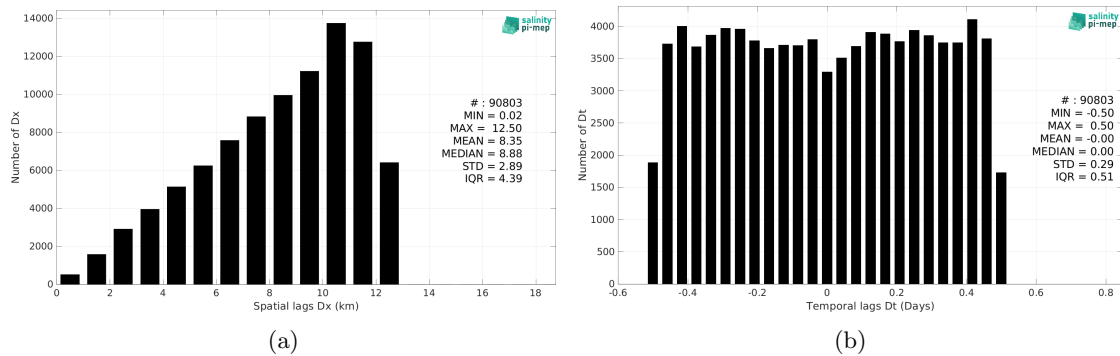 14000
12000
10000
8000
6000
4000
2000
0
Number of Dx
salinity
pi-mep
# : 90803
MIN = 0.02
MAX = 12.50
MEAN = 8.35
MEDIAN = 8.88
STD = 2.89
IQR = 4.39
0 2 4 6 8 10 12 14 16 18
Spatial lags Dx (km)
(a)
4000
3500
3000
2500
2000
1500
1000
500
0
Number of Dt
salinity
pi-mep
# : 90803
MIN = -0.50
MAX = 0.50
MEAN = -0.00
MEDIAN = 0.00
STD = 0.29
IQR = 0.51
-0.6 -0.4 -0.2 0 0.2 0.4 0.6 0.8
Temporal lags Dt (Days)
(b)